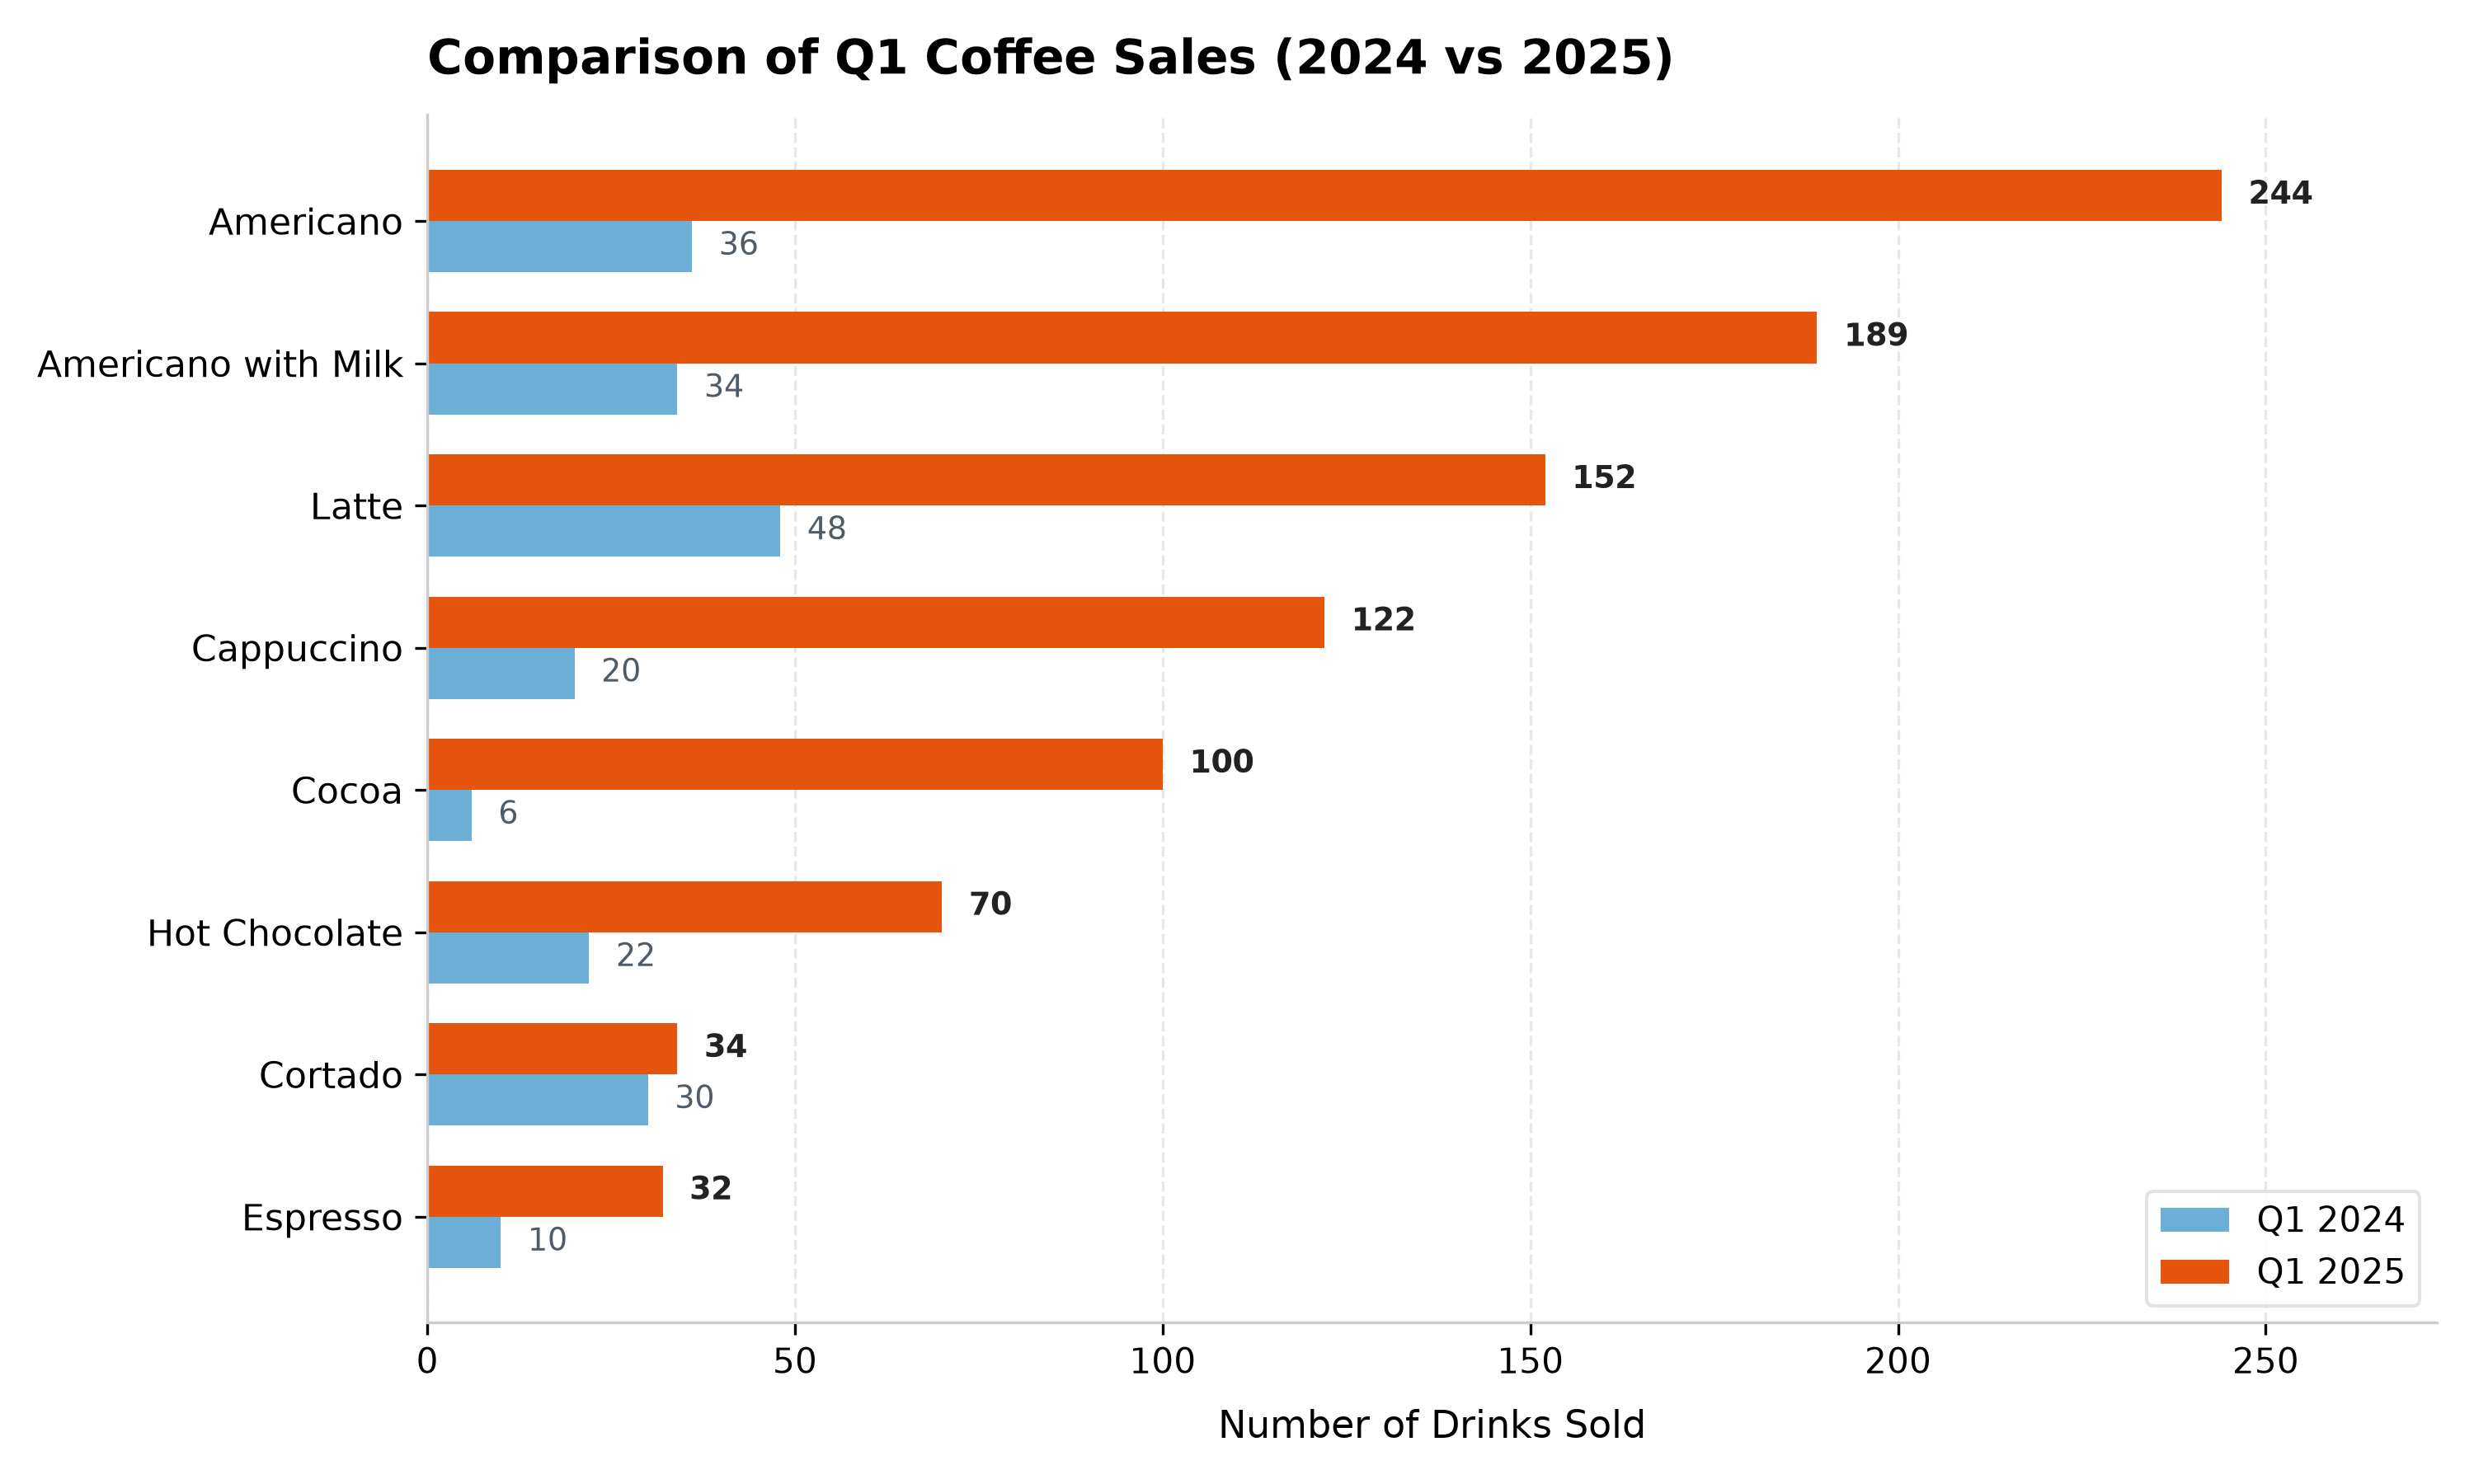 Comparison of Q1 Coffee Sales (2024 vs 2025)
Americano
244
36
Americano with Milk
189
34
Latte
152
48
Cappuccino
122
20
Cocoa
100
6
Hot Chocolate
70
22
Cortado
34
30
Espresso
32
10
Q1 2024
Q1 2025
0 50 100 150 200 250
Number of Drinks Sold